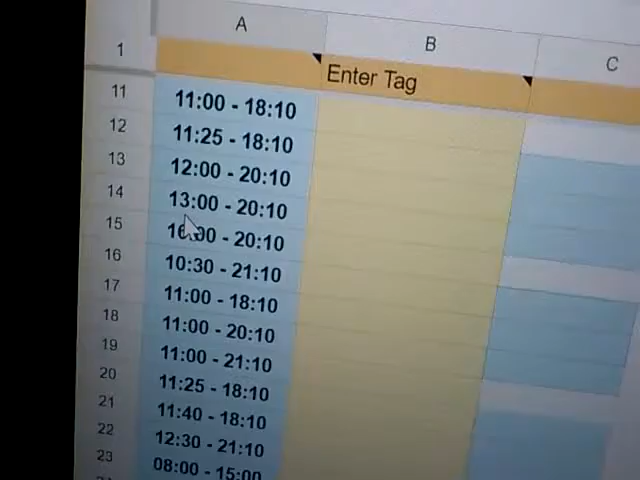 A B C
1 Enter Tag
11 11:00 - 18:10
12 11:25 - 18:10
13 12:00 - 20:10
14 13:00 - 20:10
15 - 20:10
16 10:30 - 21:10
17 11:00 - 18:10
18 11:00 - 20:10
19 11:00 - 21:10
20 11:25 - 18:10
21 11:40 - 18:10
22 12:30 - 21:10
23 08:00 - 15:00